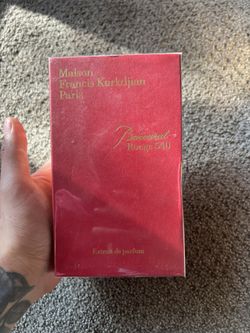 Maison
Francis Kurkdjian
Paris
Baccarat
Rouge 540
Extrait de parfum